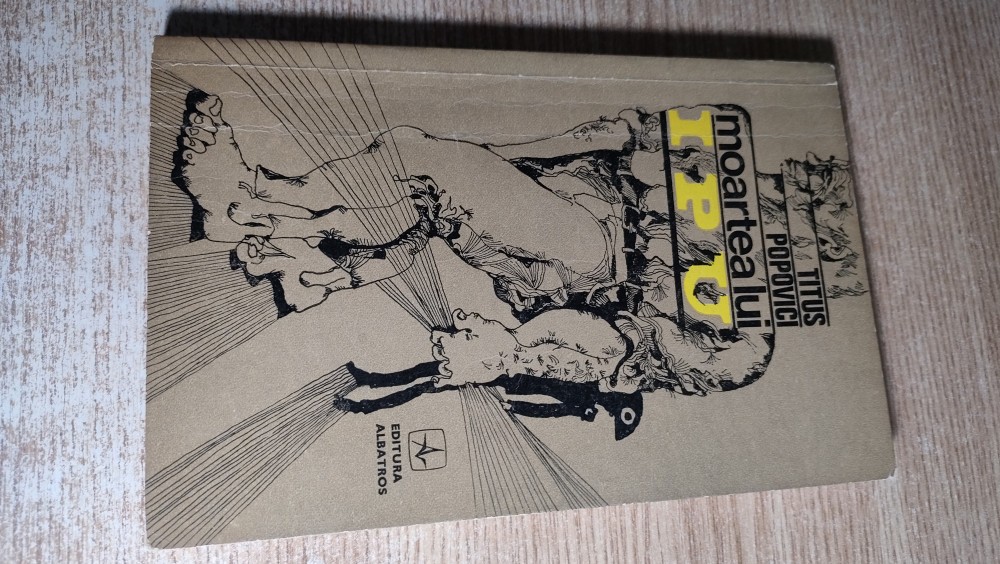 TITUS
POPOVICI
moartea lui
IPU
EDITURA
ALBATROS